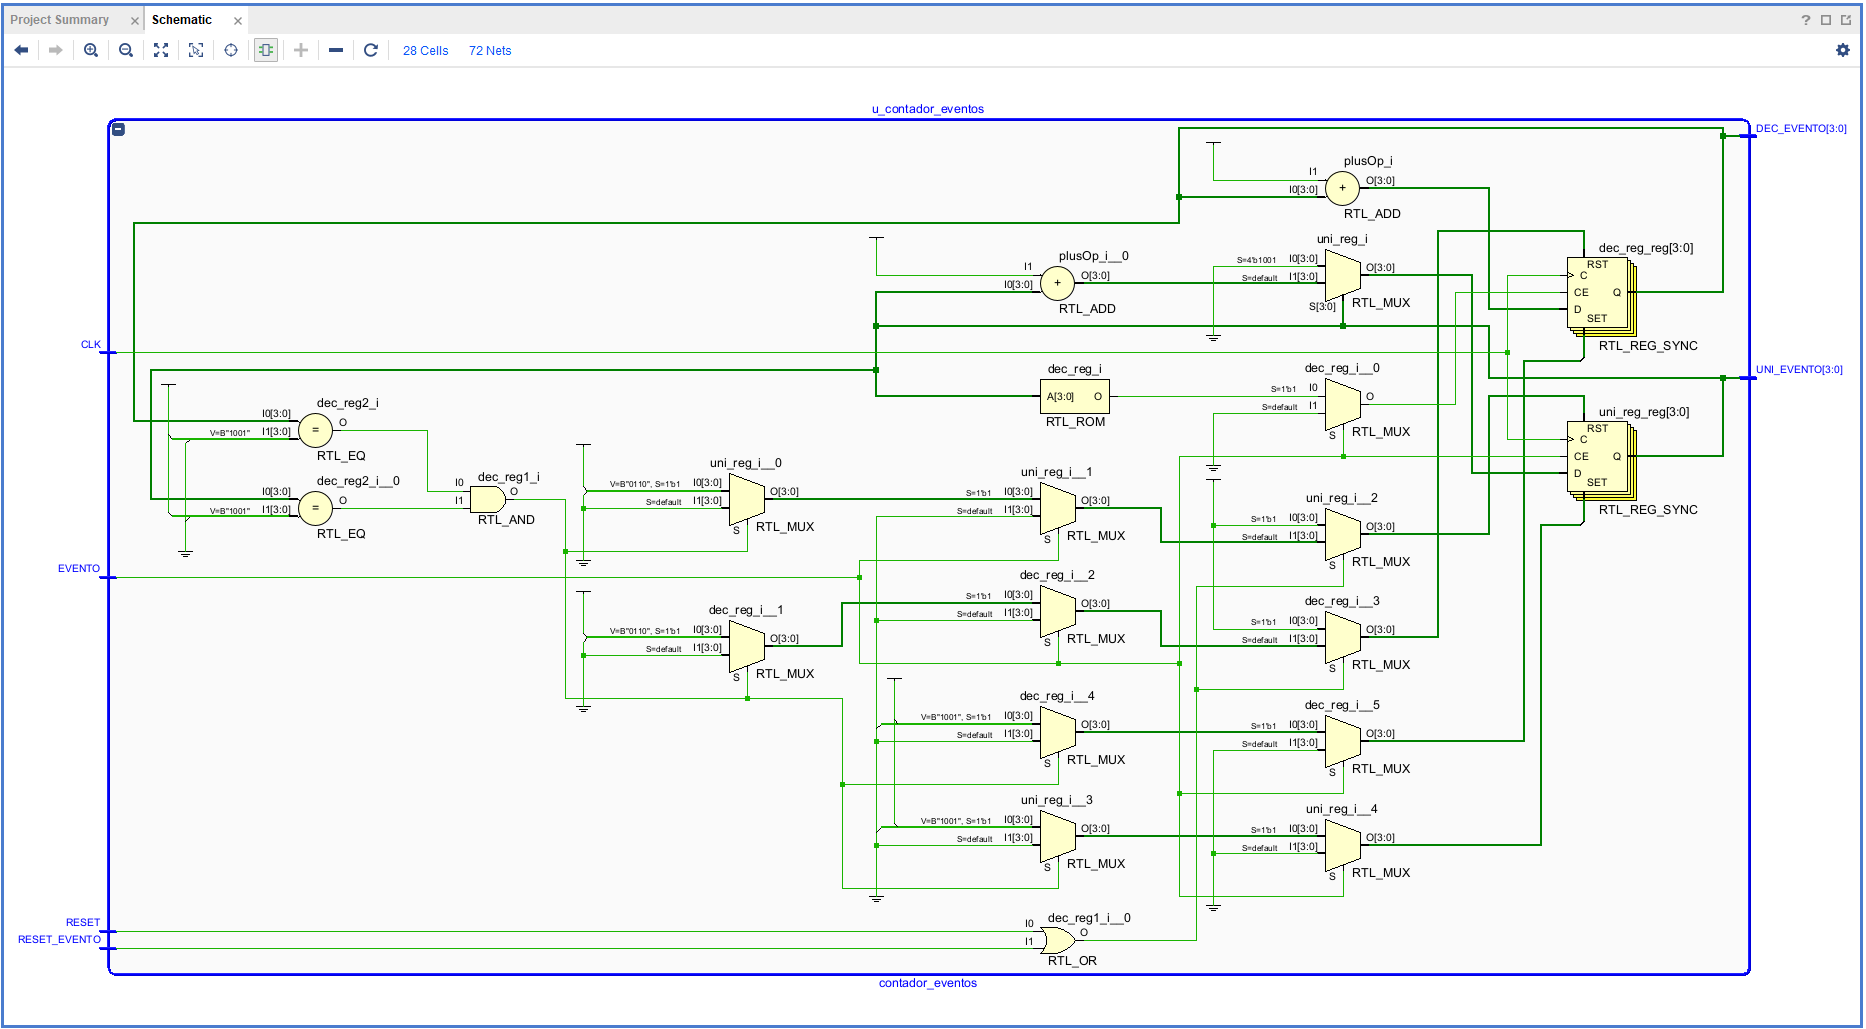 Project Summary × Schematic ×
28 Cells 72 Nets
u_contador_eventos
DEC_EVENTO[3:0]
plusOp_i
I1
I0[3:0]
+
O[3:0]
RTL_ADD
plusOp_i__0
I1
I0[3:0]
+
O[3:0]
RTL_ADD
uni_reg_i
S=4'b1001 I0[3:0]
S=default I1[3:0]
O[3:0]
S[3:0]
RTL_MUX
dec_reg_reg[3:0]
RST
C
CE Q
D
SET
RTL_REG_SYNC
CLK
UNI_EVENTO[3:0]
dec_reg_i
A[3:0] O
RTL_ROM
dec_reg_i__0
S=1'b1 I0
S=default I1
O
S
RTL_MUX
uni_reg_reg[3:0]
RST
C
CE Q
D
SET
RTL_REG_SYNC
dec_reg2_i
I0[3:0]
V=B"1001" I1[3:0]
=
O
RTL_EQ
dec_reg2_i__0
I0[3:0]
V=B"1001" I1[3:0]
=
O
RTL_EQ
dec_reg1_i
I0
I1
O
RTL_AND
uni_reg_i__0
V=B"0110", S=1'b1 I0[3:0]
S=default I1[3:0]
O[3:0]
S
RTL_MUX
uni_reg_i__1
S=1'b1 I0[3:0]
S=default I1[3:0]
O[3:0]
S
RTL_MUX
uni_reg_i__2
S=1'b1 I0[3:0]
S=default I1[3:0]
O[3:0]
S
RTL_MUX
EVENTO
dec_reg_i__1
V=B"0110", S=1'b1 I0[3:0]
S=default I1[3:0]
O[3:0]
S
RTL_MUX
dec_reg_i__2
S=1'b1 I0[3:0]
S=default I1[3:0]
O[3:0]
S
RTL_MUX
dec_reg_i__3
S=1'b1 I0[3:0]
S=default I1[3:0]
O[3:0]
S
RTL_MUX
dec_reg_i__4
V=B"1001", S=1'b1 I0[3:0]
S=default I1[3:0]
O[3:0]
S
RTL_MUX
dec_reg_i__5
S=1'b1 I0[3:0]
S=default I1[3:0]
O[3:0]
S
RTL_MUX
uni_reg_i__3
V=B"1001", S=1'b1 I0[3:0]
S=default I1[3:0]
O[3:0]
S
RTL_MUX
uni_reg_i__4
S=1'b1 I0[3:0]
S=default I1[3:0]
O[3:0]
S
RTL_MUX
RESET
RESET_EVENTO
dec_reg1_i__0
I0
I1
O
RTL_OR
contador_eventos